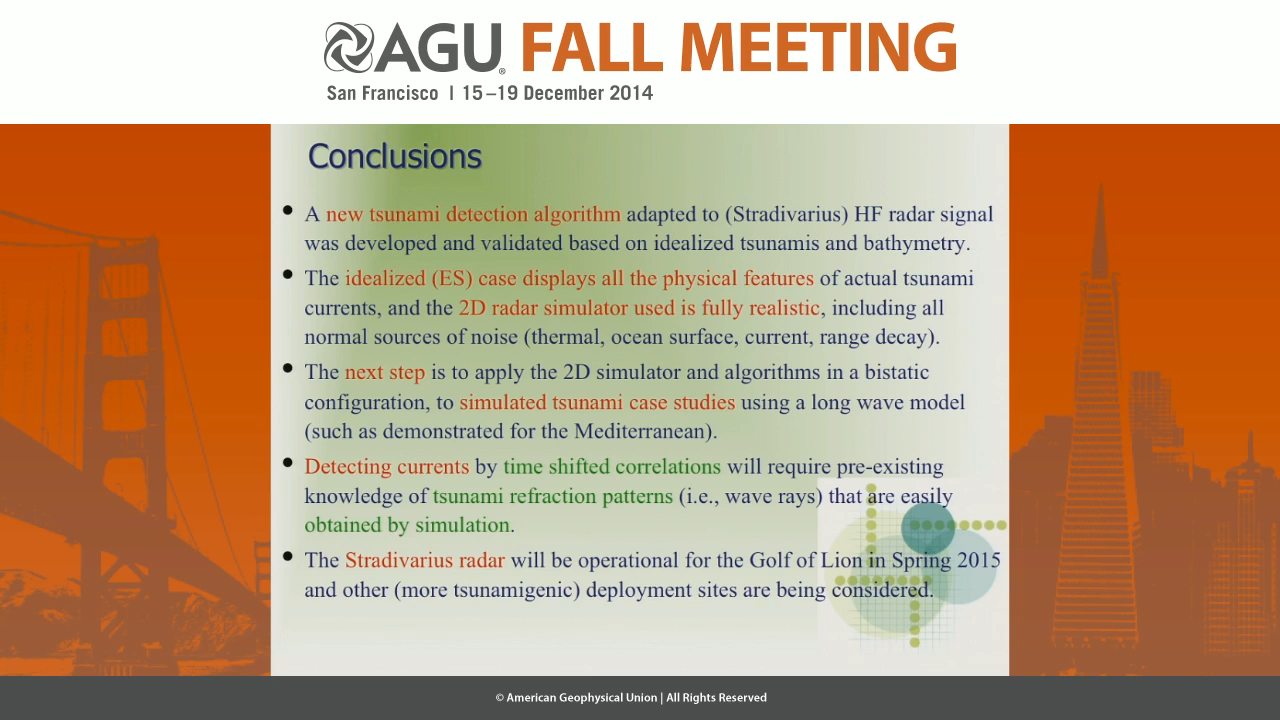 AGU® FALL MEETING
San Francisco | 15–19 December 2014
Conclusions
• A new tsunami detection algorithm adapted to (Stradivarius) HF radar signal
was developed and validated based on idealized tsunamis and bathymetry.
• The idealized (ES) case displays all the physical features of actual tsunami
currents, and the 2D radar simulator used is fully realistic, including all
normal sources of noise (thermal, ocean surface, current, range decay).
• The next step is to apply the 2D simulator and algorithms in a bistatic
configuration, to simulated tsunami case studies using a long wave model
(such as demonstrated for the Mediterranean).
• Detecting currents by time shifted correlations will require pre-existing
knowledge of tsunami refraction patterns (i.e., wave rays) that are easily
obtained by simulation.
• The Stradivarius radar will be operational for the Golf of Lion in Spring 2015
and other (more tsunamigenic) deployment sites are being considered.
© American Geophysical Union | All Rights Reserved